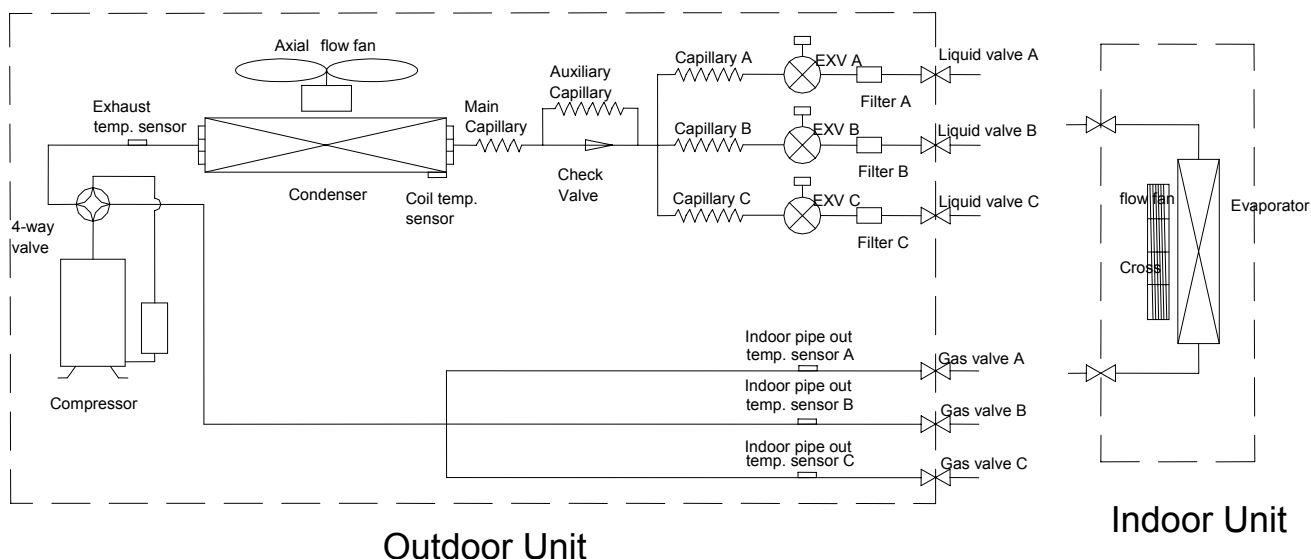 Axial flow fan
Exhaust
temp. sensor
Main
Capillary
Auxiliary
Capillary
Capillary A
EXV A
Filter A
Liquid valve A
Capillary B
EXV B
Filter B
Liquid valve B
Capillary C
EXV C
Filter C
Liquid valve C
Condenser
Coil temp.
sensor
Check
Valve
4-way
valve
Compressor
Indoor pipe out
temp. sensor A
Gas valve A
Indoor pipe out
temp. sensor B
Gas valve B
Indoor pipe out
temp. sensor C
Gas valve C
Outdoor Unit
flow fan
Cross
Evaporator
Indoor Unit